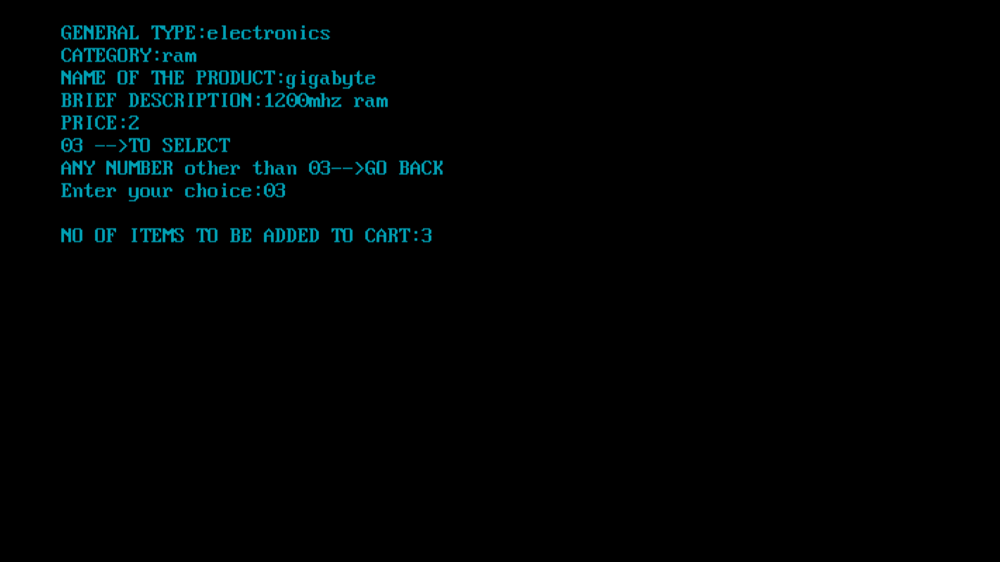 GENERAL TYPE:electronics
CATEGORY:ram
NAME OF THE PRODUCT:gigabyte
BRIEF DESCRIPTION:1200mhz ram
PRICE:2
03 -->TO SELECT
ANY NUMBER other than 03-->GO BACK
Enter your choice:03
NO OF ITEMS TO BE ADDED TO CART:3